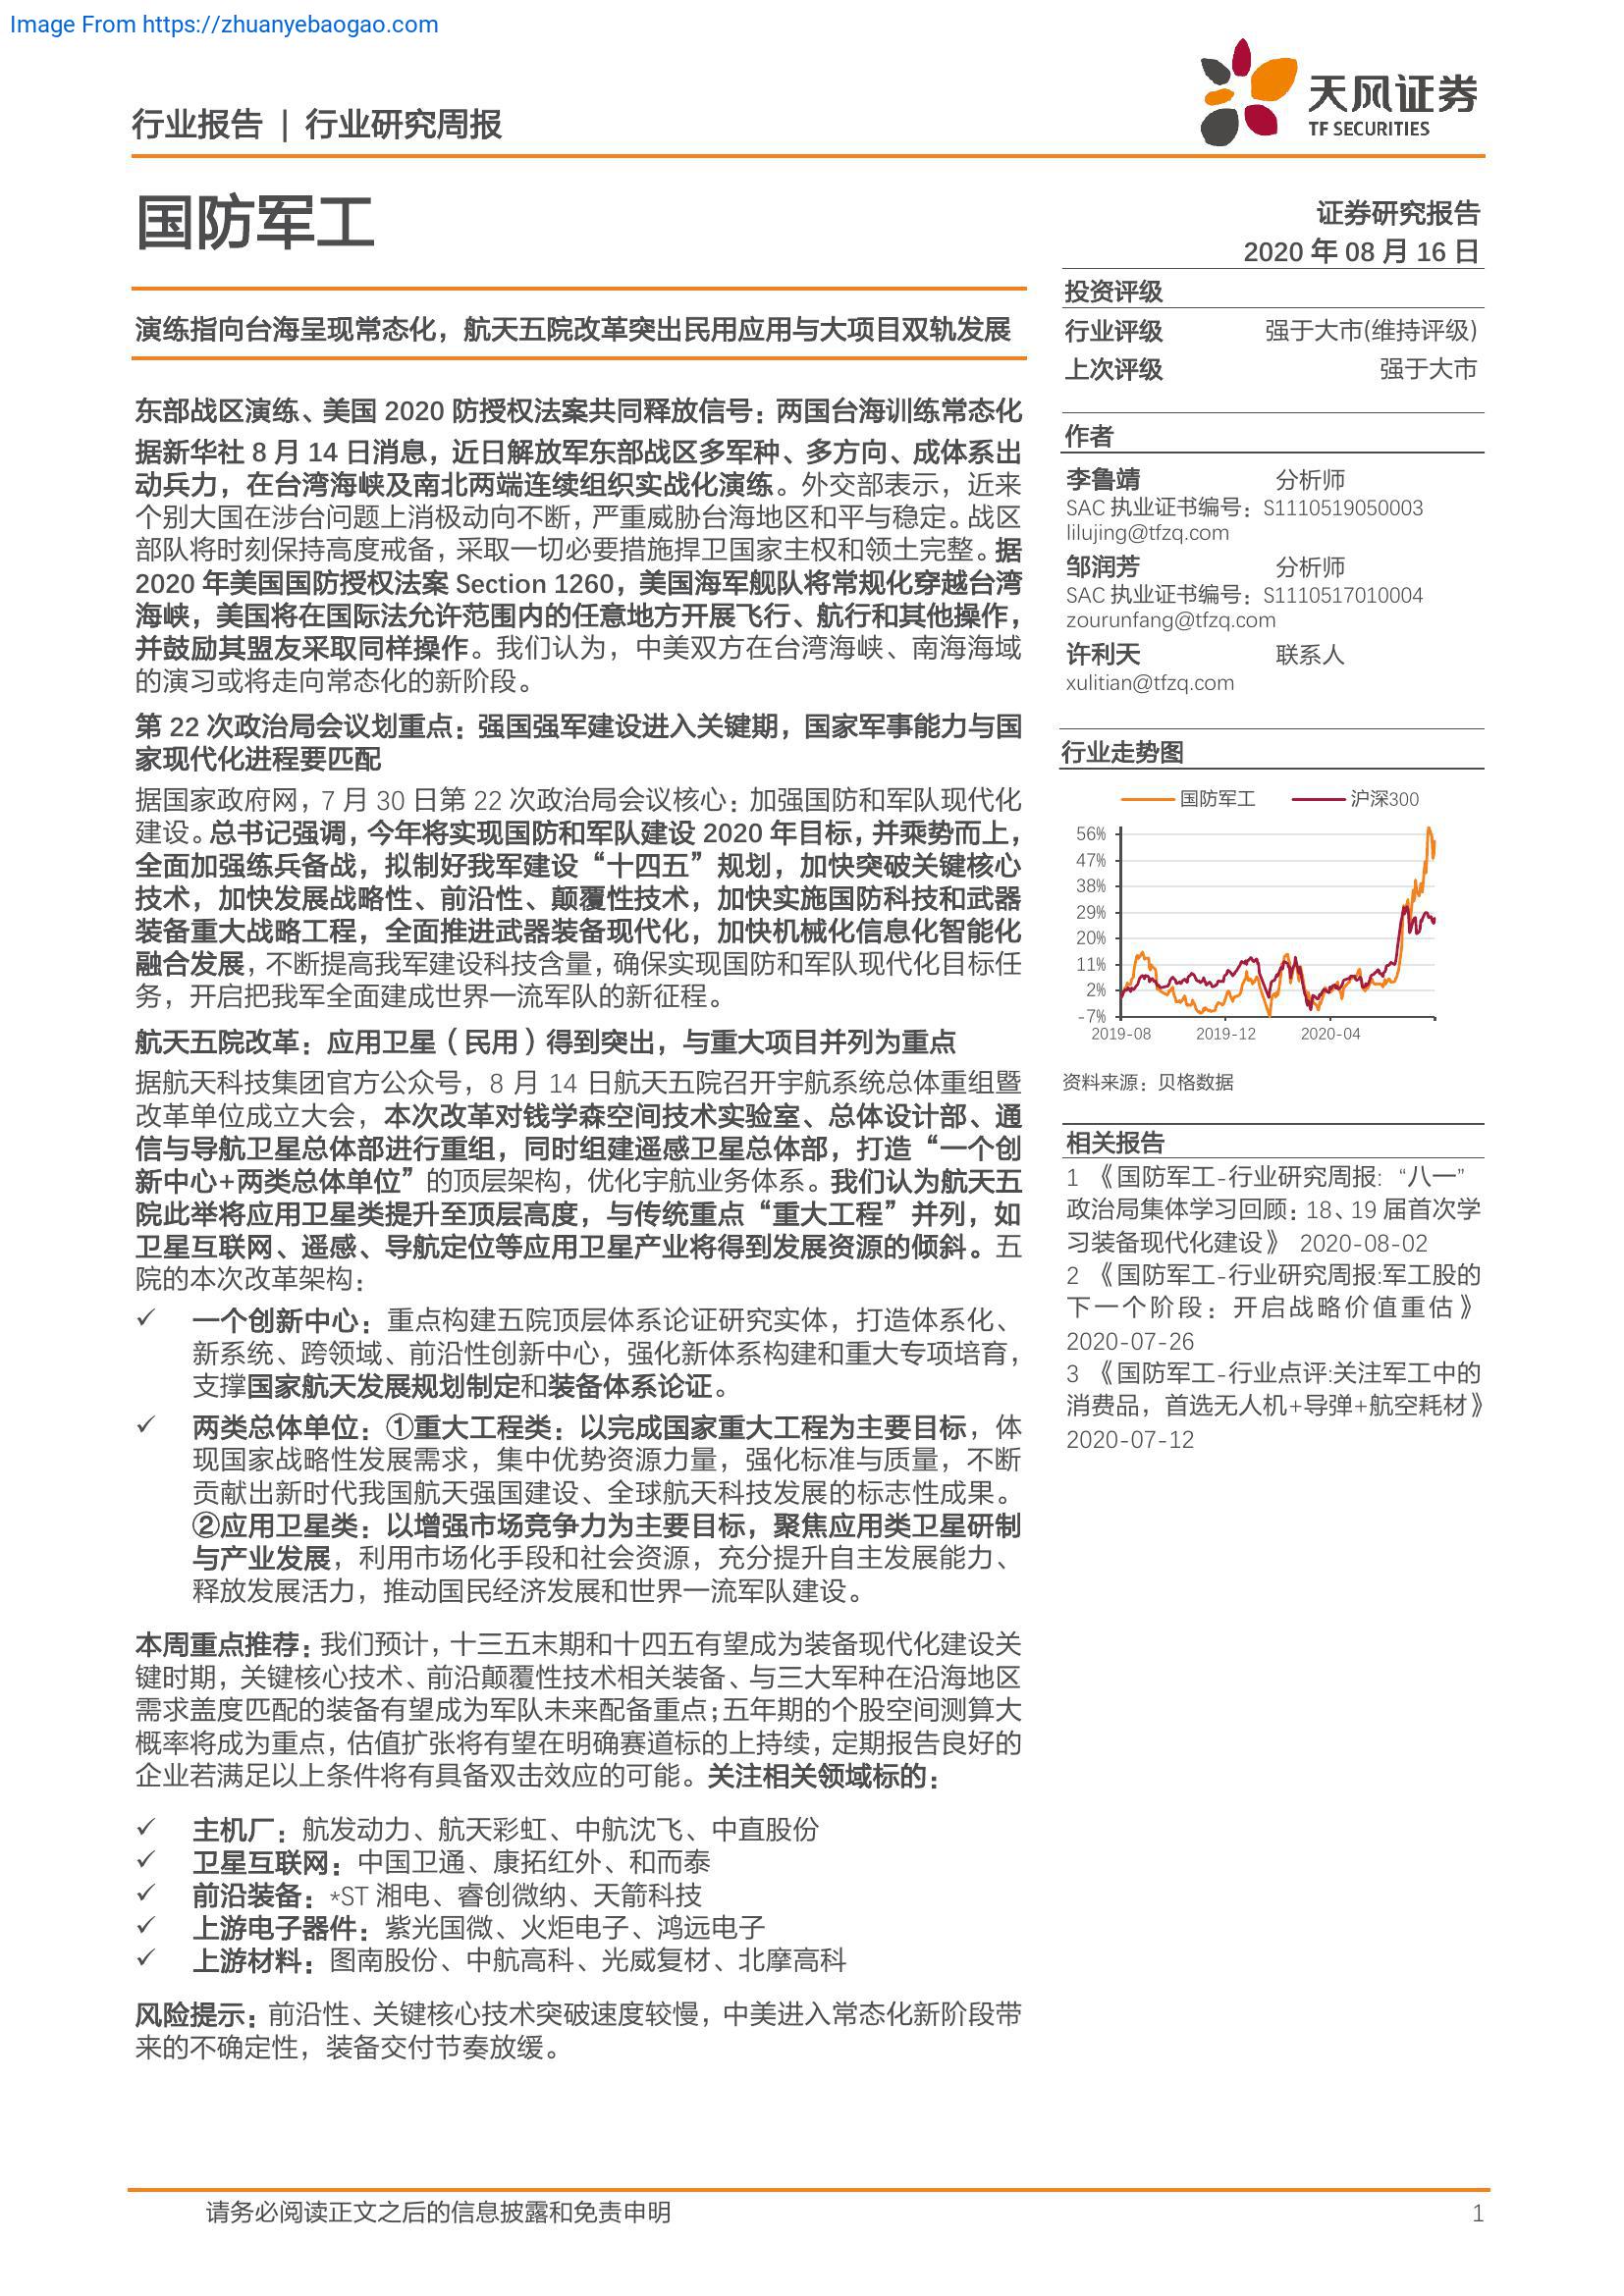 Image From https://zhuanyebaogao.com
行业报告 | 行业研究周报
天风证券
TF SECURITIES
国防军工
证券研究报告
2020 年 08 月 16 日
演练指向台海呈现常态化，航天五院改革突出民用应用与大项目双轨发展
东部战区演练、美国 2020 防授权法案共同释放信号：两国台海训练常态化
据新华社 8 月 14 日消息，近日解放军东部战区多军种、多方向、成体系出
动兵力，在台湾海峡及南北两端连续组织实战化演练。外交部表示，近来
个别大国在涉台问题上消极动向不断，严重威胁台海地区和平与稳定。战区
部队将时刻保持高度戒备，采取一切必要措施捍卫国家主权和领土完整。据
2020 年美国国防授权法案 Section 1260，美国海军舰队将常规化穿越台湾
海峡，美国将在国际法允许范围内的任意地方开展飞行、航行和其他操作，
并鼓励其盟友采取同样操作。我们认为，中美双方在台湾海峡、南海海域
的演习或将走向常态化的新阶段。
第 22 次政治局会议划重点：强国强军建设进入关键期，国家军事能力与国
家现代化进程要匹配
据国家政府网，7 月 30 日第 22 次政治局会议核心：加强国防和军队现代化
建设。总书记强调，今年将实现国防和军队建设 2020 年目标，并乘势而上，
全面加强练兵备战，拟制好我军建设“十四五”规划，加快突破关键核心
技术，加快发展战略性、前沿性、颠覆性技术，加快实施国防科技和武器
装备重大战略工程，全面推进武器装备现代化，加快机械化信息化智能化
融合发展，不断提高我军建设科技含量，确保实现国防和军队现代化目标任
务，开启把我军全面建成世界一流军队的新征程。
航天五院改革：应用卫星（民用）得到突出，与重大项目并列为重点
据航天科技集团官方公众号，8 月 14 日航天五院召开宇航系统总体重组暨
改革单位成立大会，本次改革对钱学森空间技术实验室、总体设计部、通
信与导航卫星总体部进行重组，同时组建遥感卫星总体部，打造“一个创
新中心+两类总体单位”的顶层架构，优化宇航业务体系。我们认为航天五
院此举将应用卫星类提升至顶层高度，与传统重点“重大工程”并列，如
卫星互联网、遥感、导航定位等应用卫星产业将得到发展资源的倾斜。五
院的本次改革架构：
✓ 一个创新中心：重点构建五院顶层体系论证研究实体，打造体系化、
新系统、跨领域、前沿性创新中心，强化新体系构建和重大专项培育，
支撑国家航天发展规划制定和装备体系论证。
✓ 两类总体单位：①重大工程类：以完成国家重大工程为主要目标，体
现国家战略性发展需求，集中优势资源力量，强化标准与质量，不断
贡献出新时代我国航天强国建设、全球航天科技发展的标志性成果。
②应用卫星类：以增强市场竞争力为主要目标，聚焦应用类卫星研制
与产业发展，利用市场化手段和社会资源，充分提升自主发展能力、
释放发展活力，推动国民经济发展和世界一流军队建设。
本周重点推荐：我们预计，十三五末期和十四五有望成为装备现代化建设关
键时期，关键核心技术、前沿颠覆性技术相关装备、与三大军种在沿海地区
需求盖度匹配的装备有望成为军队未来配备重点；五年期的个股空间测算大
概率将成为重点，估值扩张将有望在明确赛道标的上持续，定期报告良好的
企业若满足以上条件将有具备双击效应的可能。关注相关领域标的：
✓ 主机厂：航发动力、航天彩虹、中航沈飞、中直股份
✓ 卫星互联网：中国卫通、康拓红外、和而泰
✓ 前沿装备：*ST 湘电、睿创微纳、天箭科技
✓ 上游电子器件：紫光国微、火炬电子、鸿远电子
✓ 上游材料：图南股份、中航高科、光威复材、北摩高科
风险提示：前沿性、关键核心技术突破速度较慢，中美进入常态化新阶段带
来的不确定性，装备交付节奏放缓。
投资评级
行业评级 强于大市(维持评级)
上次评级 强于大市
作者
李鲁靖 分析师
SAC 执业证书编号：S1110519050003
lilujing@tfzq.com
邹润芳 分析师
SAC 执业证书编号：S1110517010004
zourunfang@tfzq.com
许利天 联系人
xulitian@tfzq.com
行业走势图
国防军工 沪深300
56%
47%
38%
29%
20%
11%
2%
-7%
2019-08 2019-12 2020-04
资料来源：贝格数据
相关报告
1 《国防军工-行业研究周报:“八一”
政治局集体学习回顾：18、19 届首次学
习装备现代化建设》 2020-08-02
2 《国防军工-行业研究周报:军工股的
下一个阶段：开启战略价值重估》
2020-07-26
3 《国防军工-行业点评:关注军工中的
消费品，首选无人机+导弹+航空耗材》
2020-07-12
请务必阅读正文之后的信息披露和免责申明 1